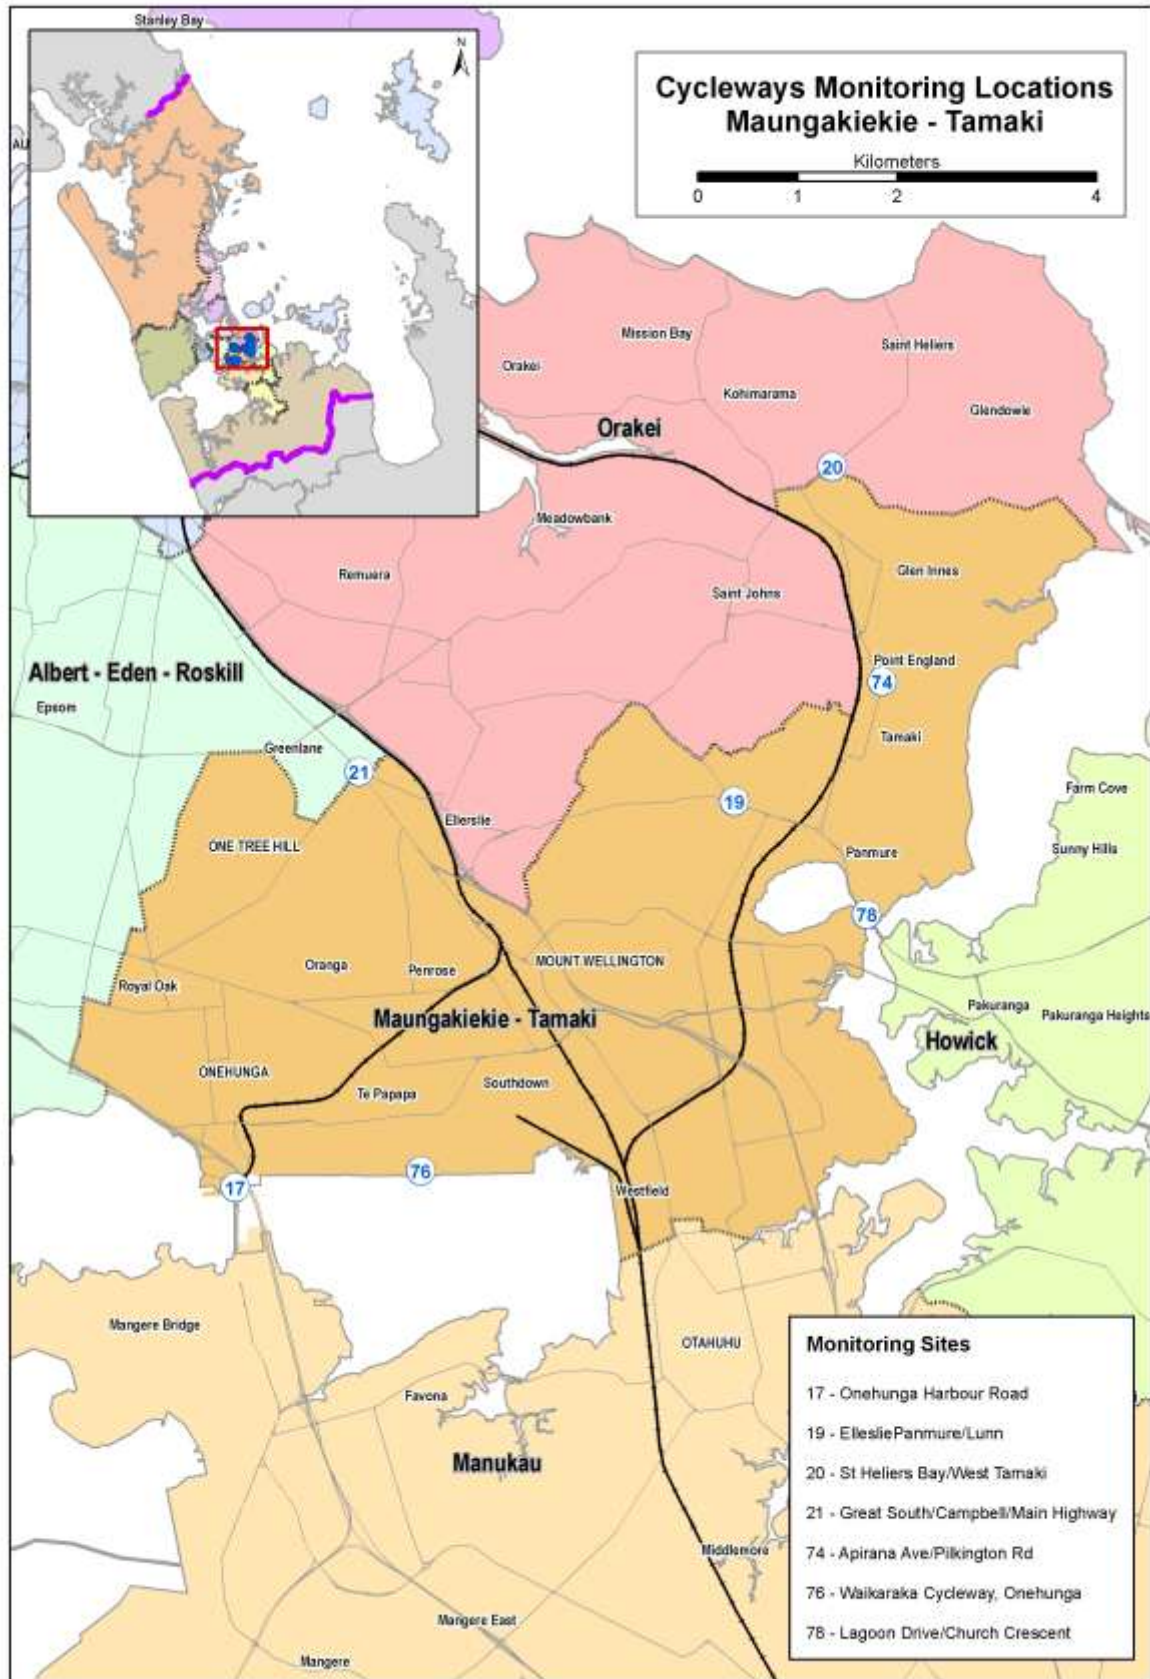 Stanley Bay
N
Cycleways Monitoring Locations
Maungakiekie - Tamaki
Kilometers
0 1 2 4
AU
Mission Bay
Saint Heliers
Orakei
Kohimarama
Glendowie
Orakei
20
Meadowbank
Glen Innes
Remuera
Saint Johns
Point England
Albert - Eden - Roskill
74
Epsom
Tamaki
Greenlane
21
Farm Cove
19
Ellerslie
ONE TREE HILL
Panmure
Sunny Hills
78
MOUNT WELLINGTON
Oranga
Penrose
Royal Oak
Pakuranga
Pakuranga Heights
Maungakiekie - Tamaki
Howick
ONEHUNGA
Southdown
Te Papapa
76
17
Westfield
Mangere Bridge
OTAHUHU
Favona
Manukau
Middlemore
Mangere East
Mangere
Monitoring Sites
17 - Onehunga Harbour Road
19 - EllesliePanmure/Lunn
20 - St Heliers Bay/West Tamaki
21 - Great South/Campbell/Main Highway
74 - Apirana Ave/Pilkington Rd
76 - Waikaraka Cycleway, Onehunga
78 - Lagoon Drive/Church Crescent